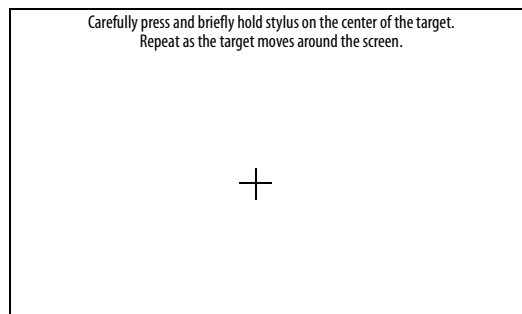 Carefully press and briefly hold stylus on the center of the target.
Repeat as the target moves around the screen.